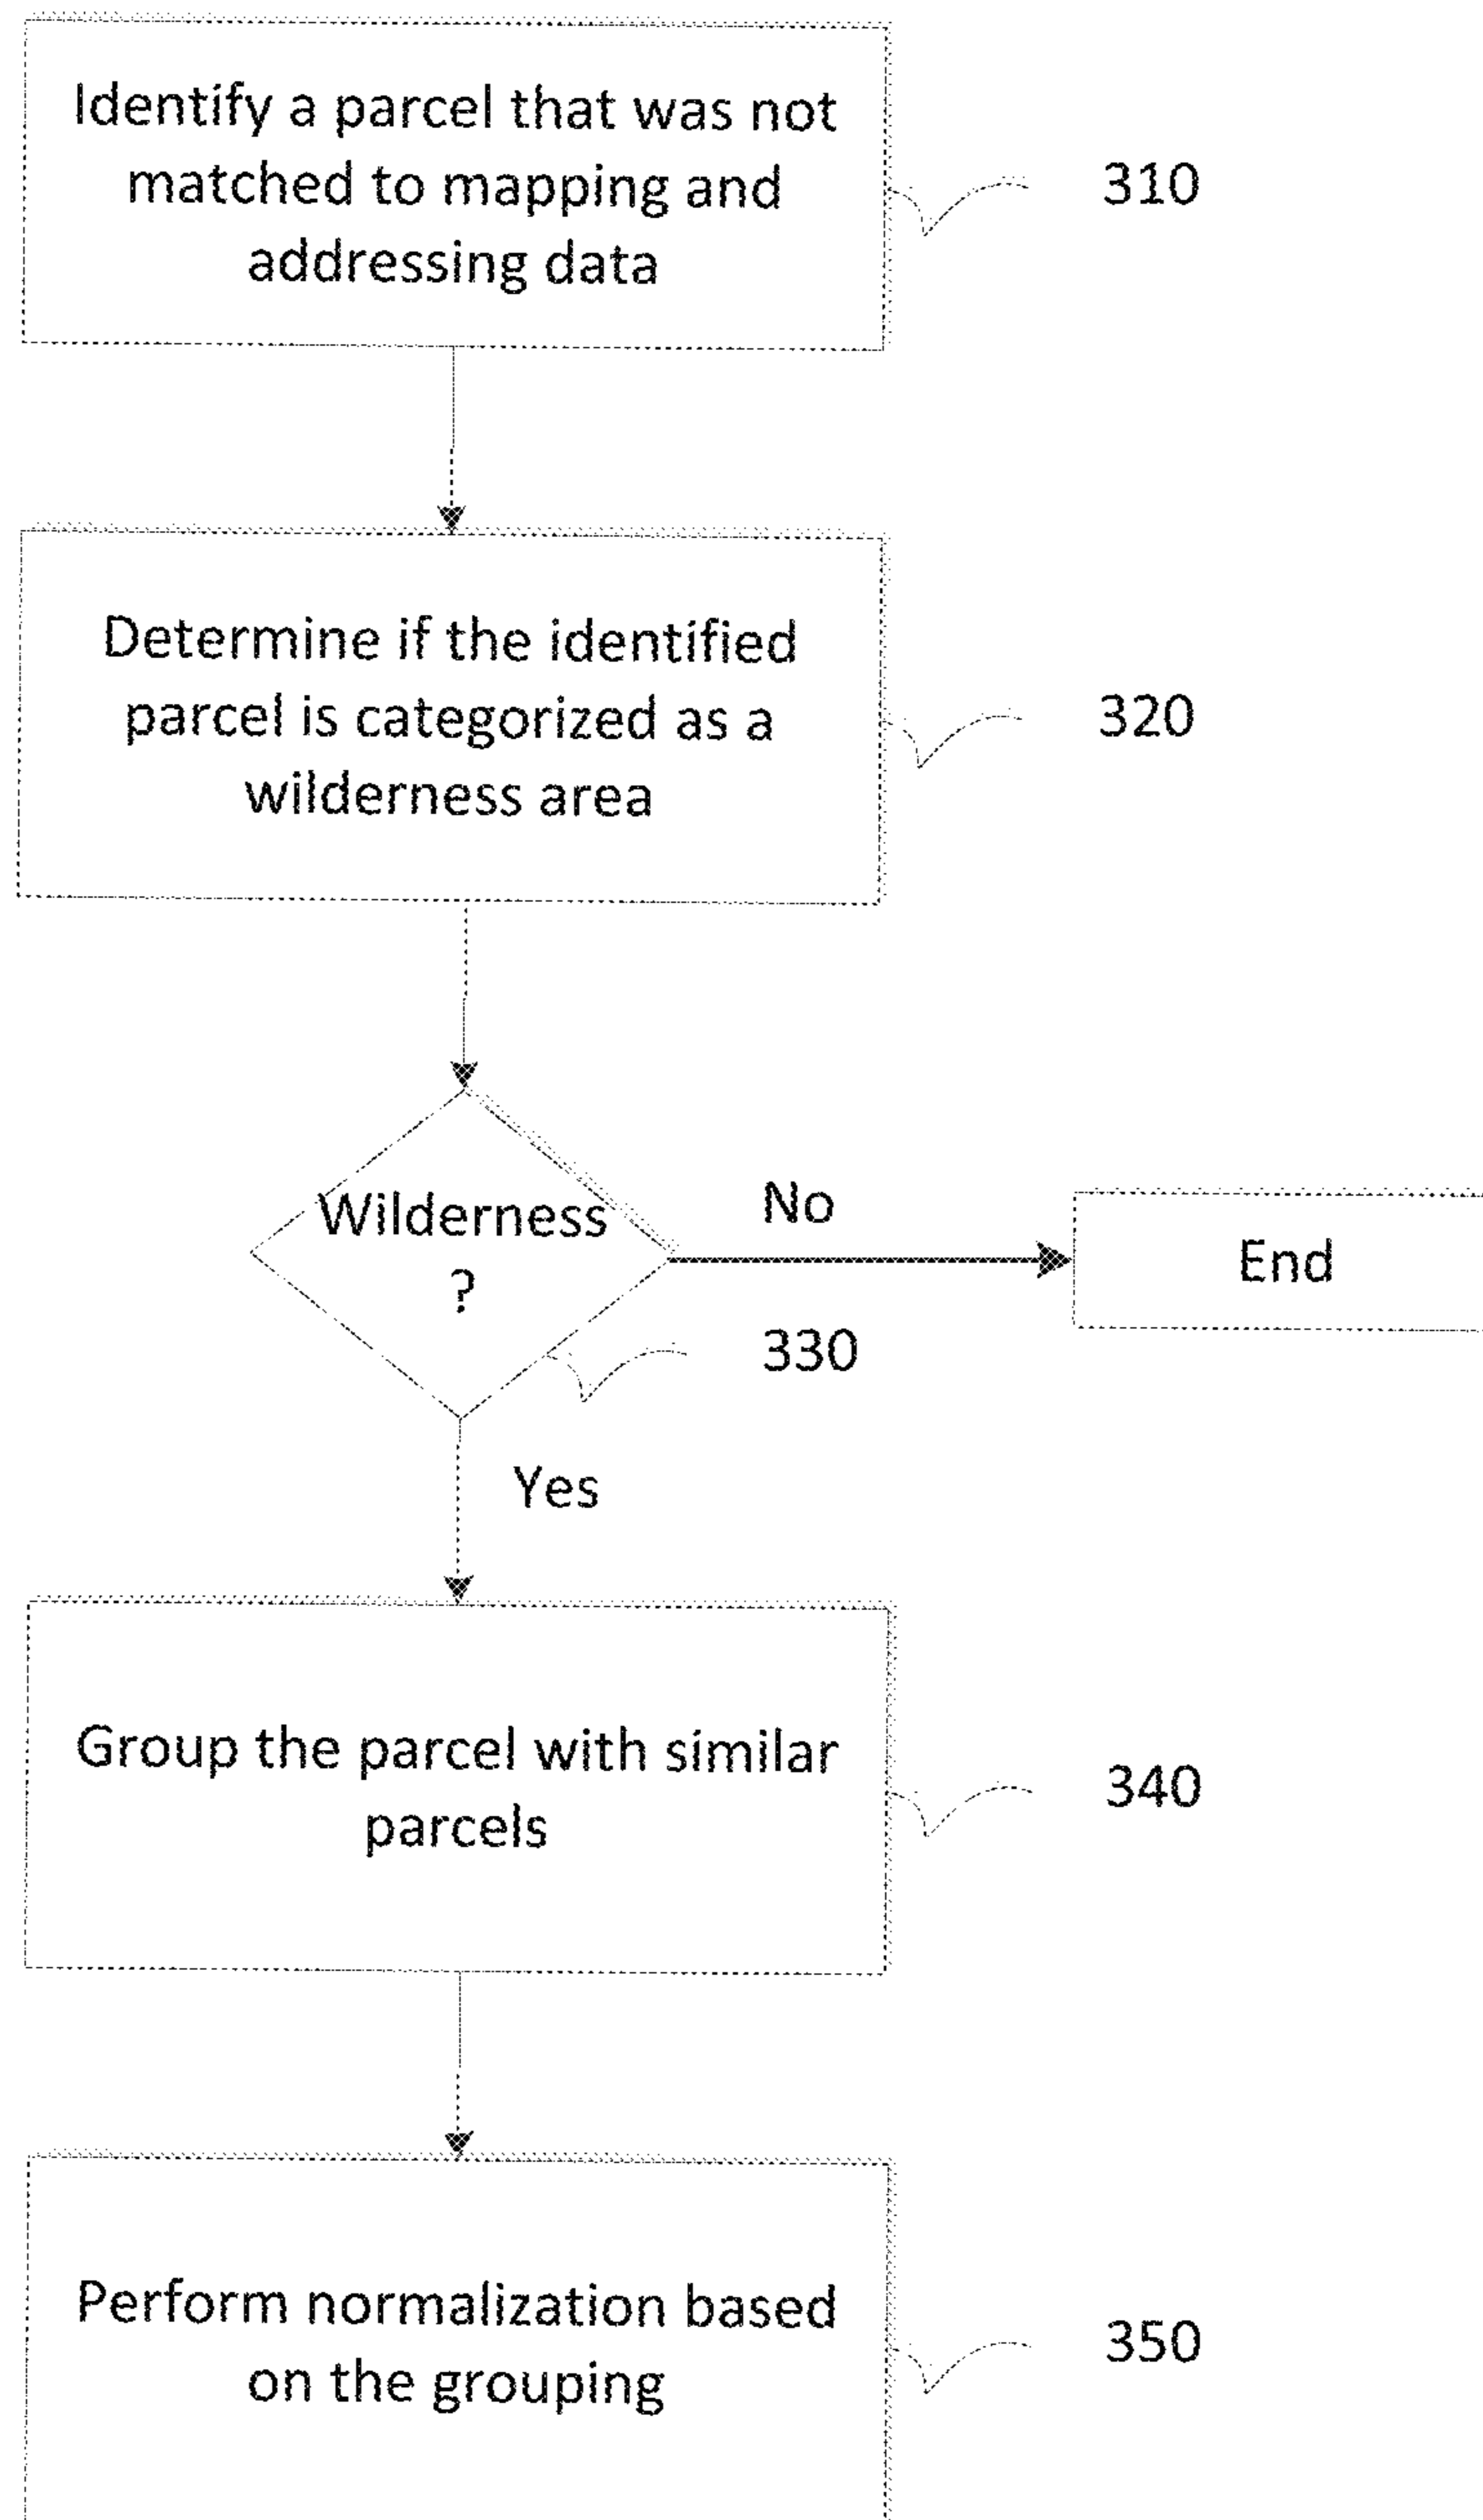 Identify a parcel that was not
matched to mapping and
addressing data
310
Determine if the identified
parcel is categorized as a
wilderness area
320
Wilderness
?
No
End
330
Yes
Group the parcel with similar
parcels
340
Perform normalization based
on the grouping
350